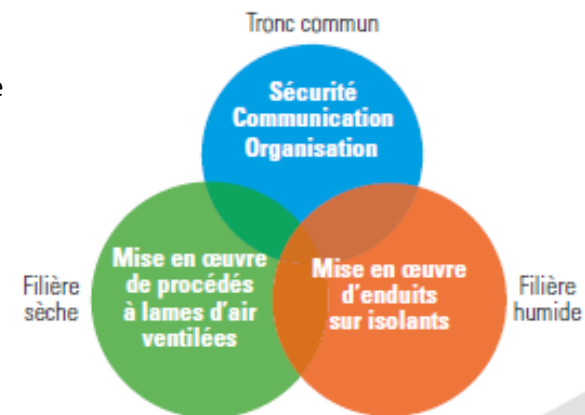 Tronc commun
e
Sécurité
Communication
Organisation
Mise en œuvre
de procédés
à lames d'air
ventilées
Mise en œuvre
d'enduits
sur isolants
Filière
sèche
Filière
humide